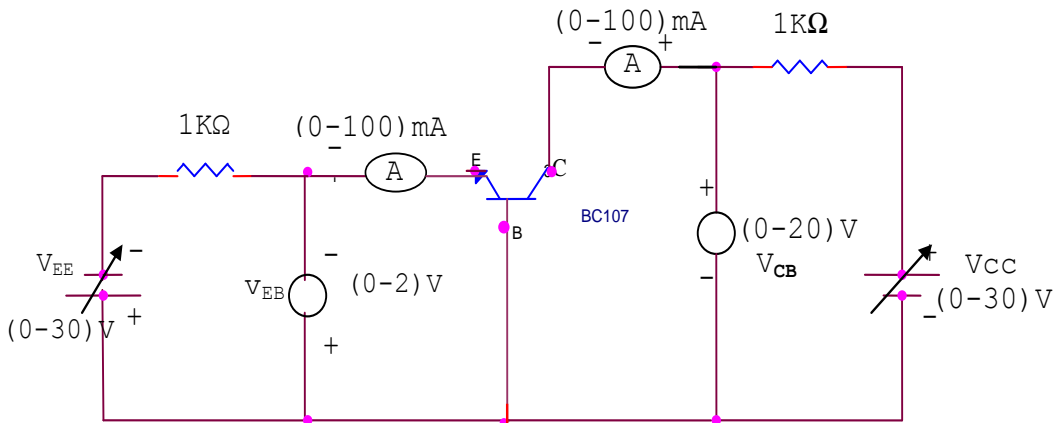 (0-100)mA
- +
1KΩ
A
1KΩ
(0-100)mA
-
A
E
C
BC107
B
+
(0-20)V
VCB
-
VEE
-
+
(0-30)V
-
VEB
(0-2)V
+
+
Vcc
-
(0-30)V